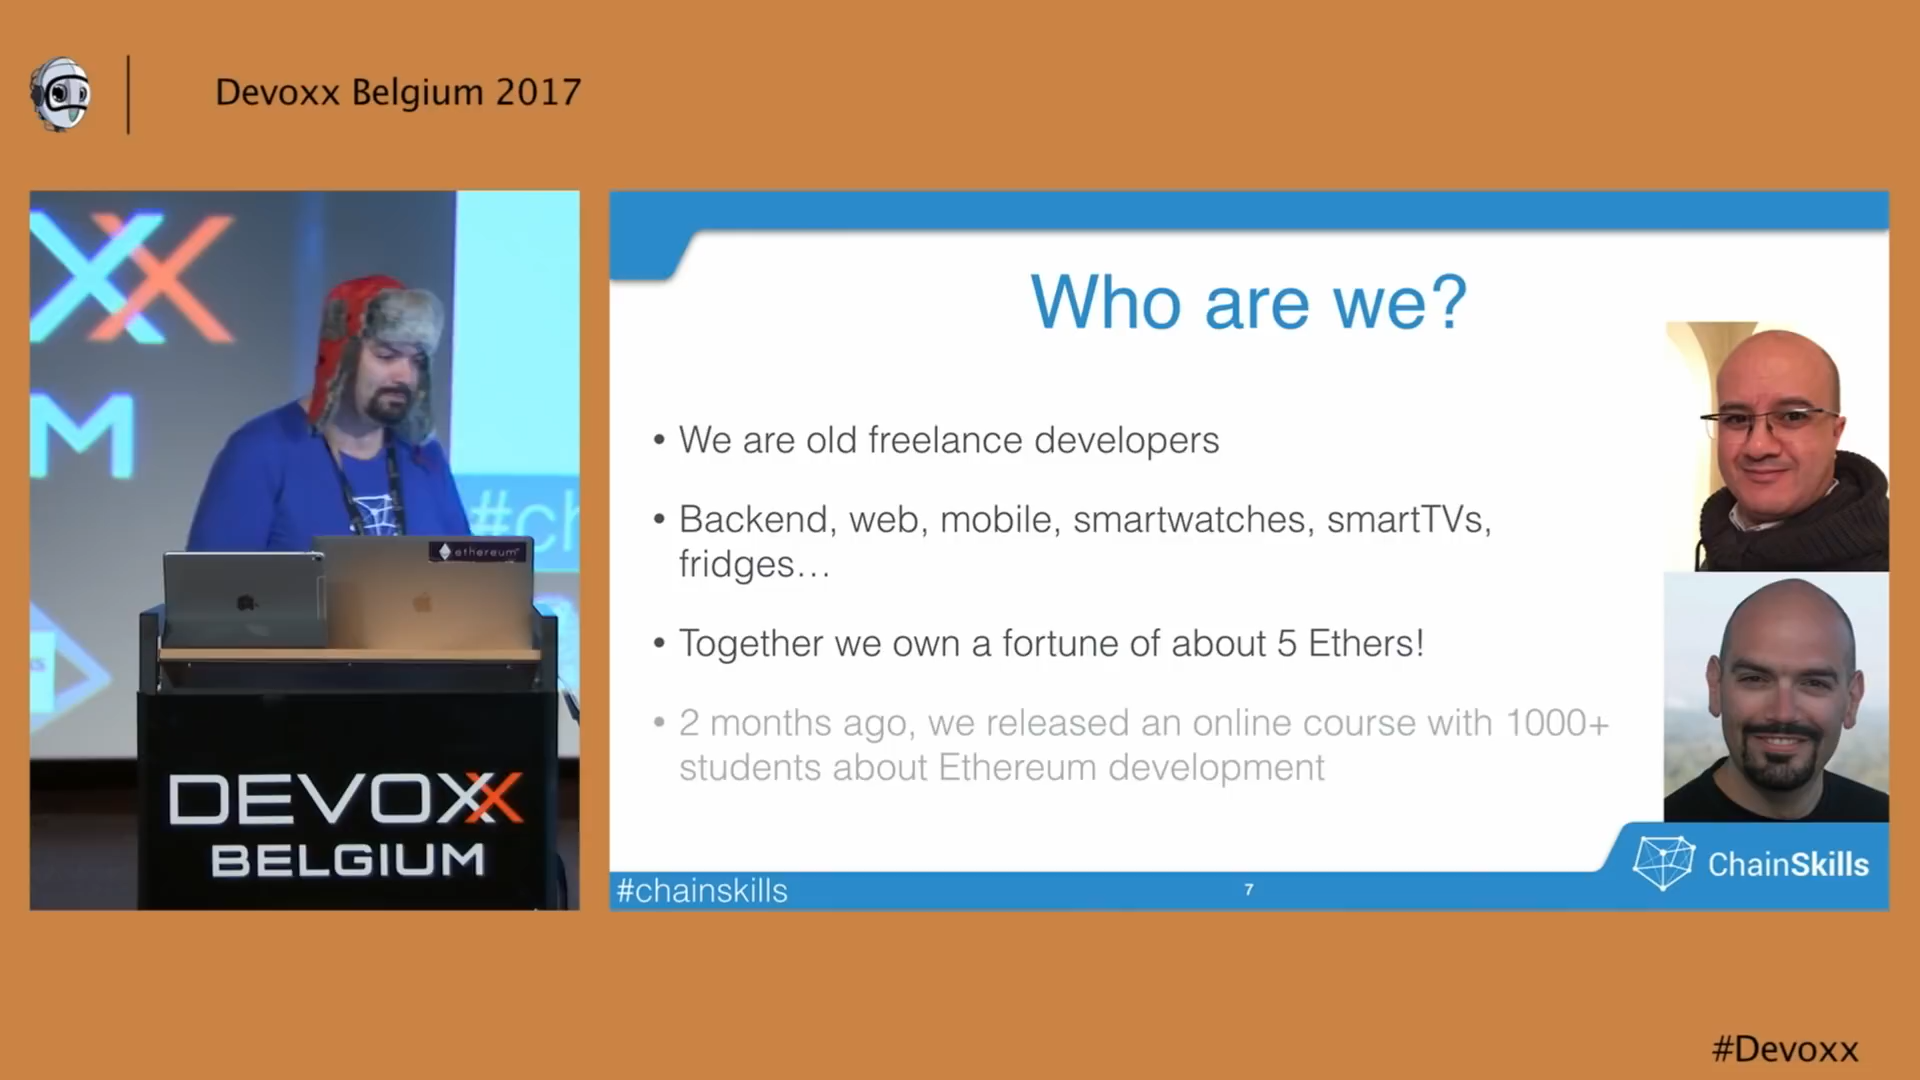 Devoxx Belgium 2017
M
#ch
ethereum
DEVOXX
BELGIUM
Who are we?
• We are old freelance developers
• Backend, web, mobile, smartwatches, smartTVs,
fridges…
• Together we own a fortune of about 5 Ethers!
• 2 months ago, we released an online course with 1000+
students about Ethereum development
#chainskills
7
ChainSkills
#Devoxx